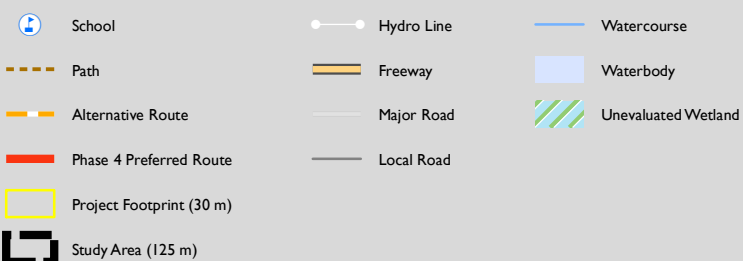 School
Path
Alternative Route
Phase 4 Preferred Route
Project Footprint (30 m)
Study Area (125 m)
Hydro Line
Freeway
Major Road
Local Road
Watercourse
Waterbody
Unevaluated Wetland